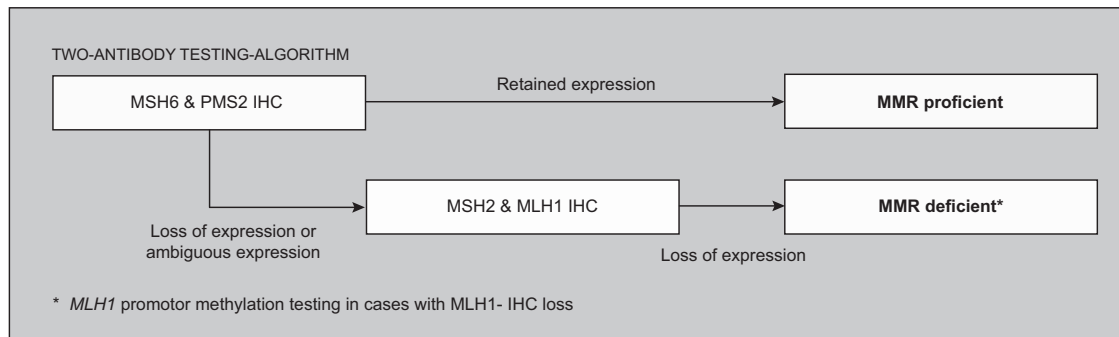 TWO-ANTIBODY TESTING-ALGORITHM
MSH6 & PMS2 IHC
Retained expression
MMR proficient
MSH2 & MLH1 IHC
MMR deficient*
Loss of expression or
ambiguous expression
Loss of expression
* MLH1 promotor methylation testing in cases with MLH1- IHC loss